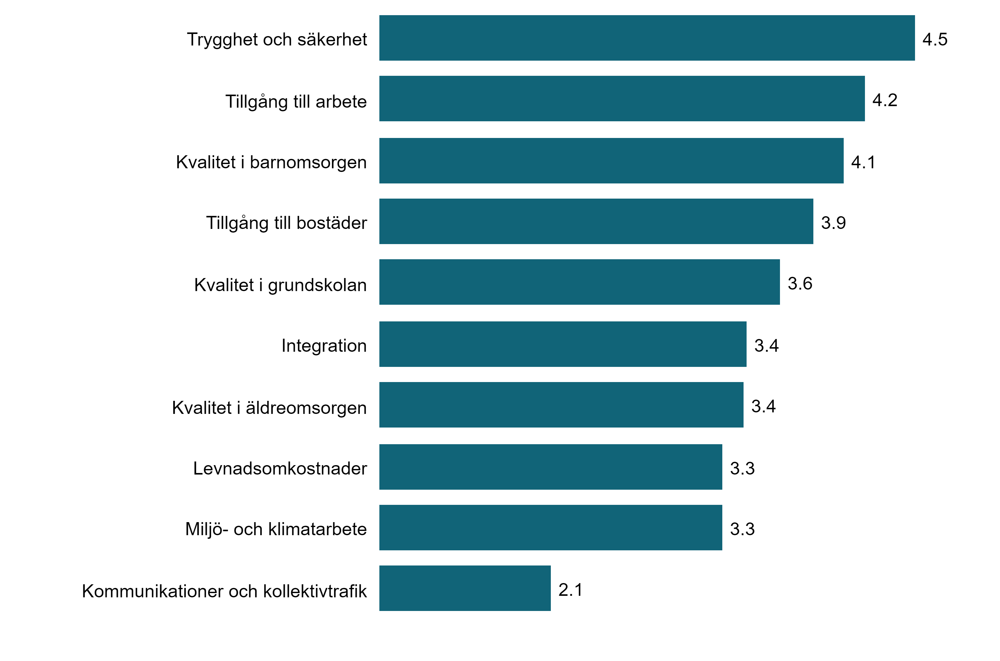 Trygghet och säkerhet 4.5
Tillgång till arbete 4.2
Kvalitet i barnomsorgen 4.1
Tillgång till bostäder 3.9
Kvalitet i grundskolan 3.6
Integration 3.4
Kvalitet i äldreomsorgen 3.4
Levnadsomkostnader 3.3
Miljö- och klimatarbete 3.3
Kommunikationer och kollektivtrafik 2.1